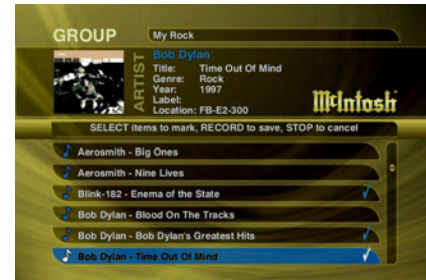 GROUP
My Rock
ARTIST
Bob Dylan
Title: Time Out Of Mind
Genre: Rock
Year: 1997
Label:
Location: FB-E2-300
McIntosh
SELECT items to mark, RECORD to save, STOP to cancel
Aerosmith - Big Ones
Aerosmith - Nine Lives
Blink-182 - Enema of the State
Bob Dylan - Blood On The Tracks
Bob Dylan - Bob Dylan's Greatest Hits
Bob Dylan - Time Out Of Mind